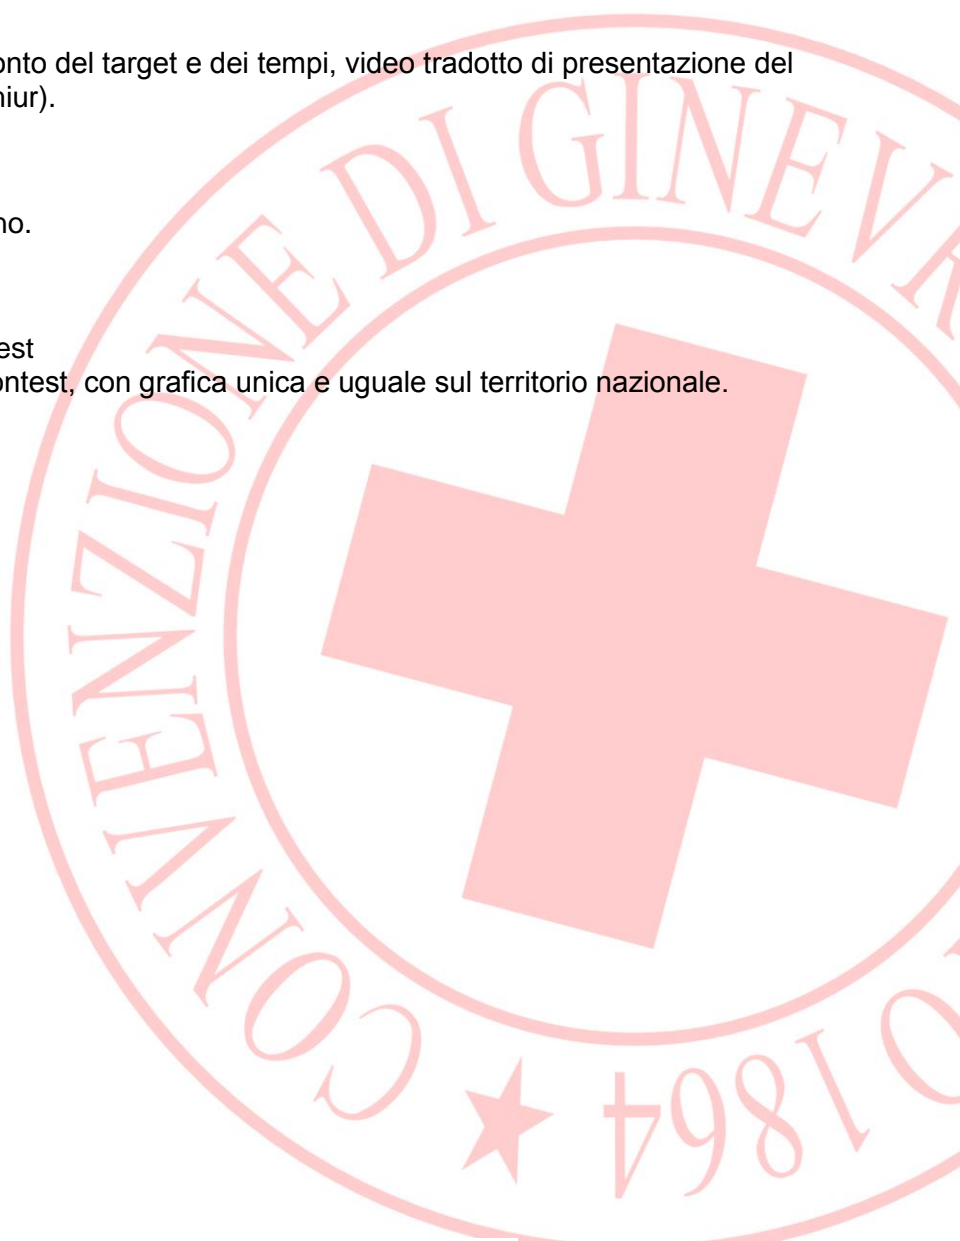 onto del target e dei tempi, video tradotto di presentazione del
niur).
no.
est
ontest, con grafica unica e uguale sul territorio nazionale.
CONVENZIONE DI GINEVR
O 1864 ★